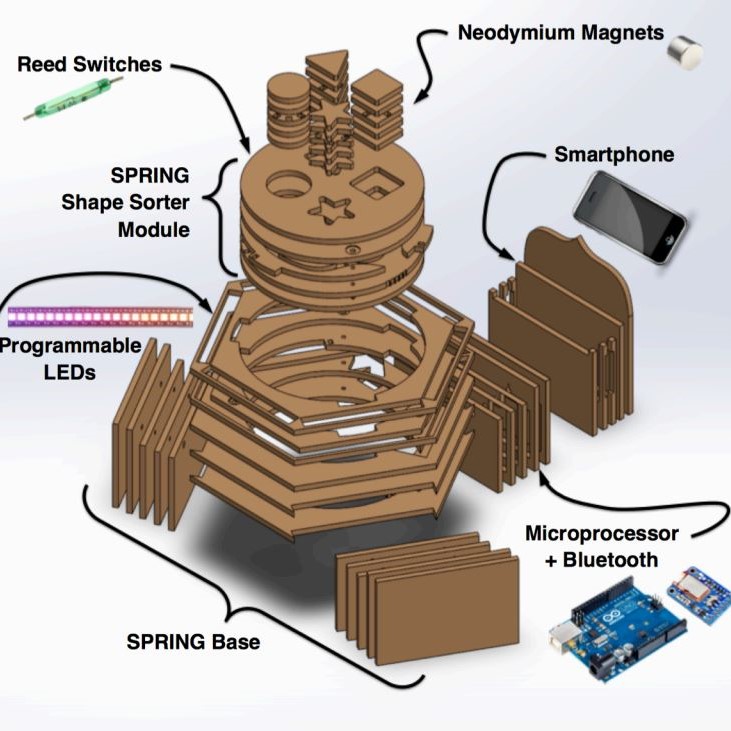 Neodymium Magnets
Reed Switches
Smartphone
SPRING
Shape Sorter
Module
Programmable
LEDs
Microprocessor
+ Bluetooth
SPRING Base